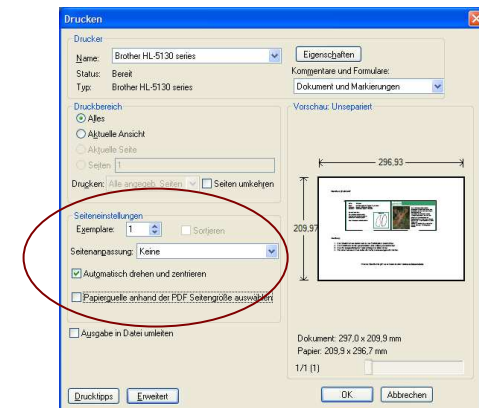 Drucken
Drucker
Name: Brother HL-5130 series Eigenschaften
Status: Bereit Kommentare und Formulare:
Typ: Brother HL-5130 series Dokument und Markierungen
Druckbereich Vorschau: Unsepariert
Alles
Aktuelle Ansicht
Aktuelle Seite
Seiten 1
Drucken: Alle angegeb. Seiten Seiten umkehren
296,93
209,97
Seiteneinstellungen
Exemplare: 1 Sortieren
Seitenanpassung: Keine
Automatisch drehen und zentrieren
Papierquelle anhand der PDF Seitengröße auswählen
Ausgabe in Datei umleiten
Dokument: 297,0 x 209,9 mm
Papier: 209,9 x 296,7 mm
1/1 (1)
Drucktipps Erweitert OK Abbrechen